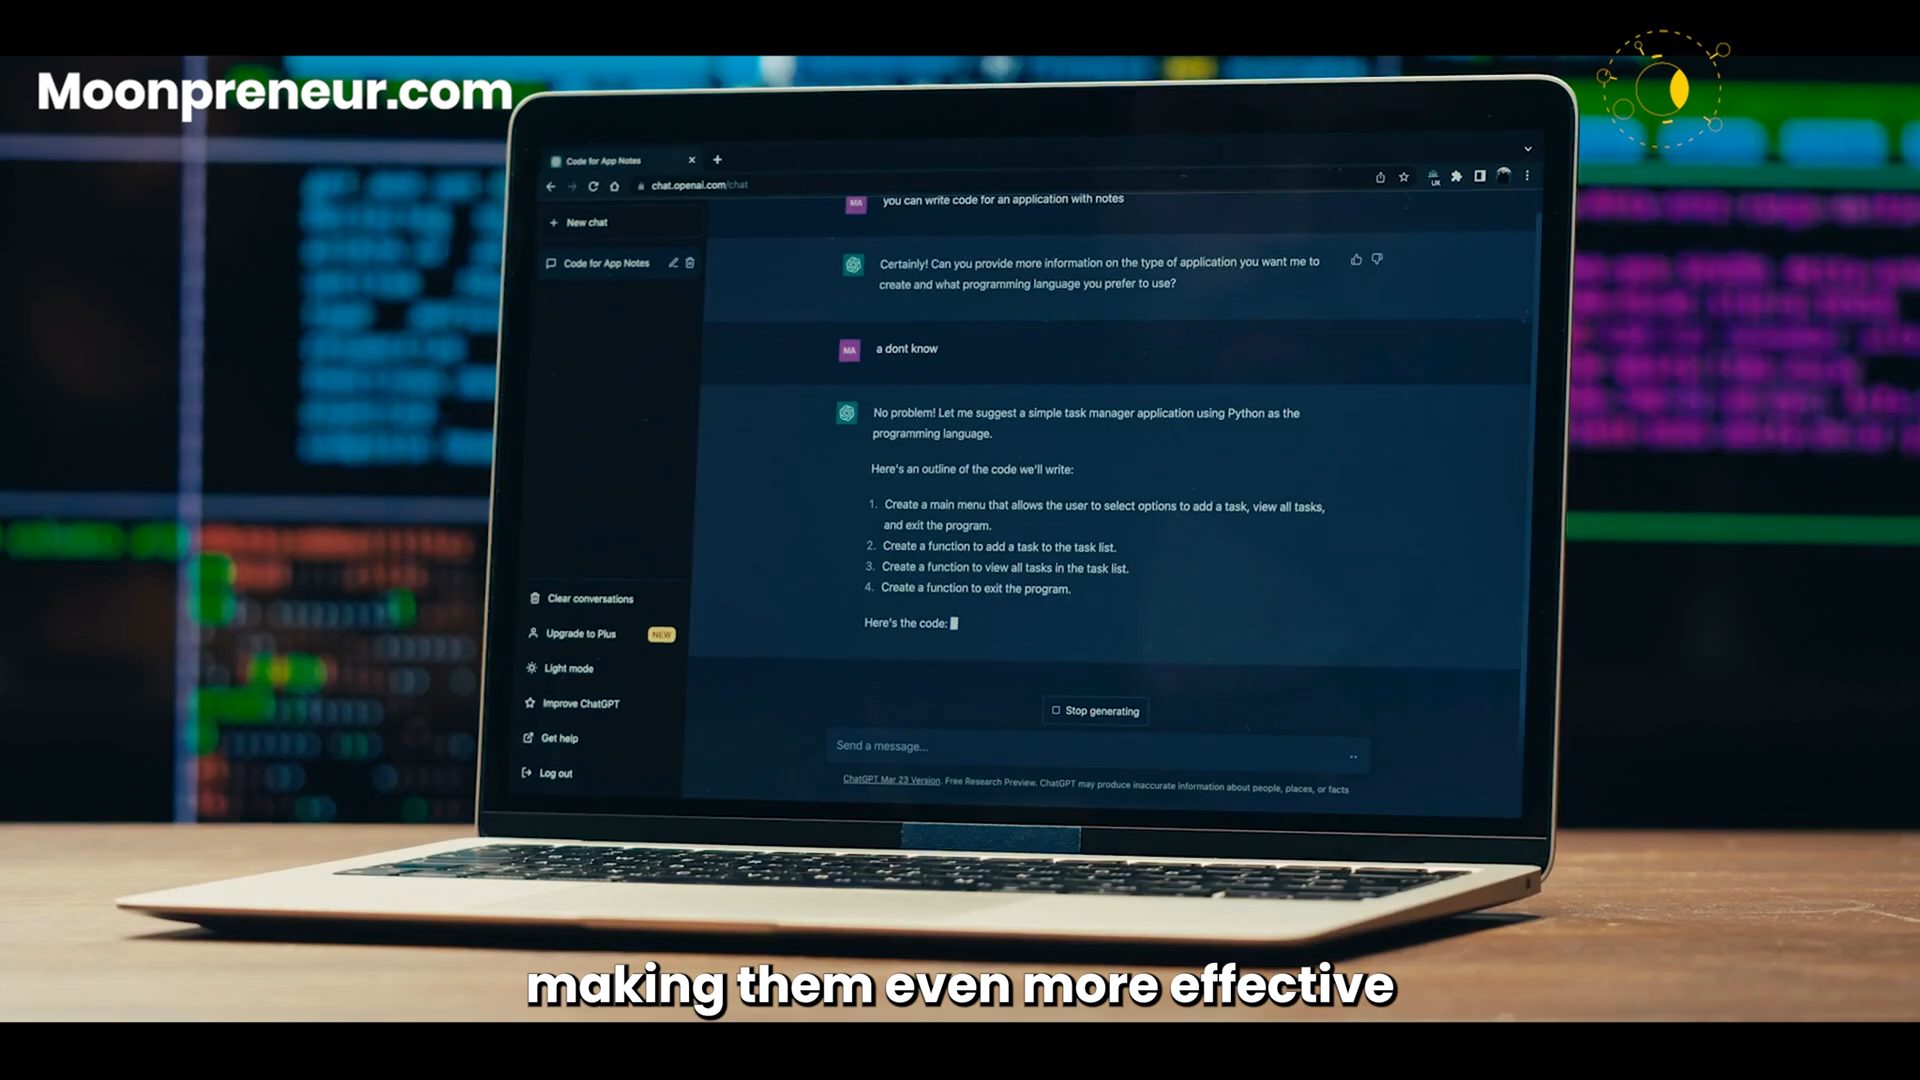 Moonpreneur.com
Code for App Notes
chat.openai.com/chat
UK
New chat
Code for App Notes
MA
you can write code for an application with notes
Certainly! Can you provide more information on the type of application you want me to
create and what programming language you prefer to use?
MA
a dont know
No problem! Let me suggest a simple task manager application using Python as the
programming language.
Here's an outline of the code we'll write:
1. Create a main menu that allows the user to select options to add a task, view all tasks,
and exit the program.
2. Create a function to add a task to the task list.
3. Create a function to view all tasks in the task list.
4. Create a function to exit the program.
Here's the code:
Clear conversations
Upgrade to Plus NEW
Light mode
Improve ChatGPT
Get help
Log out
Stop generating
Send a message...
ChatGPT Mar 23 Version. Free Research Preview. ChatGPT may produce inaccurate information about people, places, or facts
making them even more effective